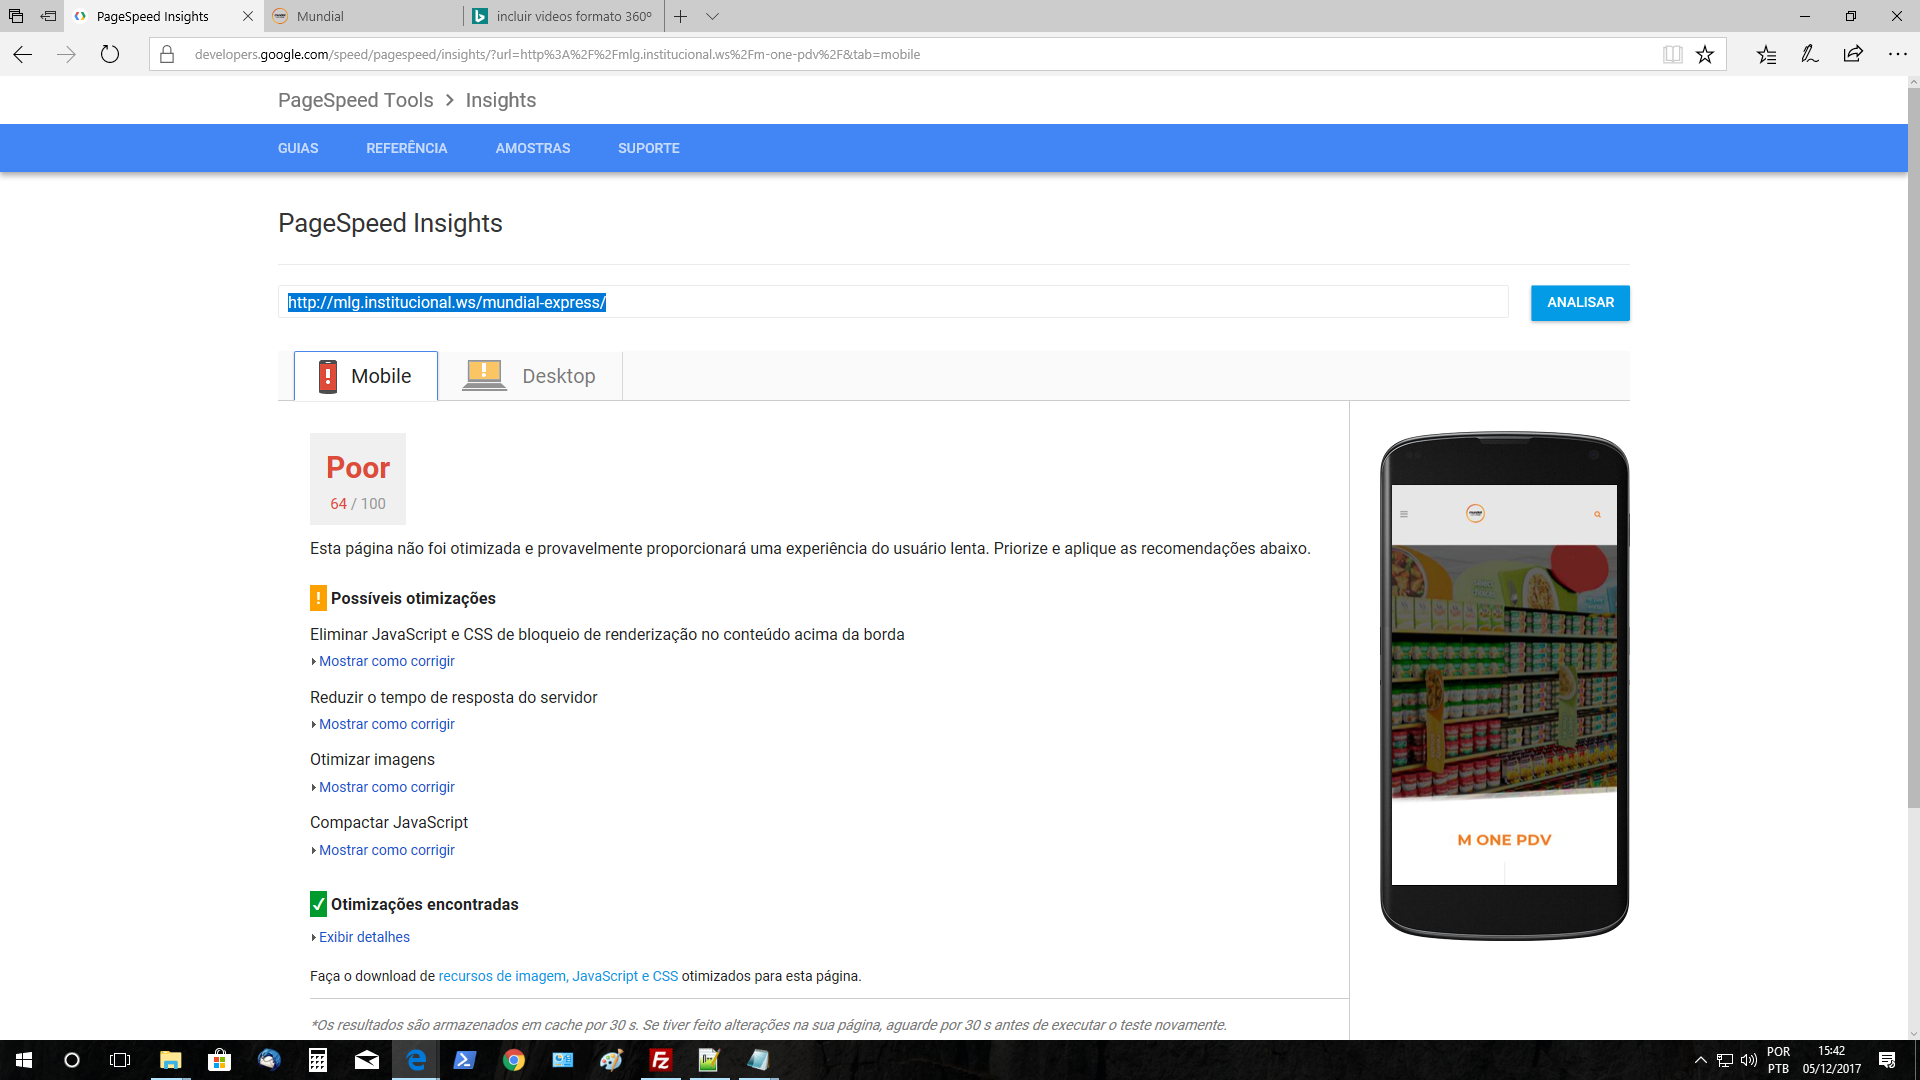 PageSpeed Insights
Mundial
incluir videos formato 360º
developers.google.com/speed/pagespeed/insights/?url=http%3A%2F%2Fmlg.institucional.ws%2Fm-one-pdv%2F&tab=mobile
PageSpeed Tools > Insights
GUIAS REFERÊNCIA AMOSTRAS SUPORTE
PageSpeed Insights
http://mlg.institucional.ws/mundial-express/
ANALISAR
Mobile
Desktop
Poor
64 / 100
Esta página não foi otimizada e provavelmente proporcionará uma experiência do usuário lenta. Priorize e aplique as recomendações abaixo.
! Possíveis otimizações
Eliminar JavaScript e CSS de bloqueio de renderização no conteúdo acima da borda
Mostrar como corrigir
Reduzir o tempo de resposta do servidor
Mostrar como corrigir
Otimizar imagens
Mostrar como corrigir
Compactar JavaScript
Mostrar como corrigir
Otimizações encontradas
Exibir detalhes
Faça o download de recursos de imagem, JavaScript e CSS otimizados para esta página.
*Os resultados são armazenados em cache por 30 s. Se tiver feito alterações na sua página, aguarde por 30 s antes de executar o teste novamente.
M ONE PDV
POR
PTB
15:42
05/12/2017